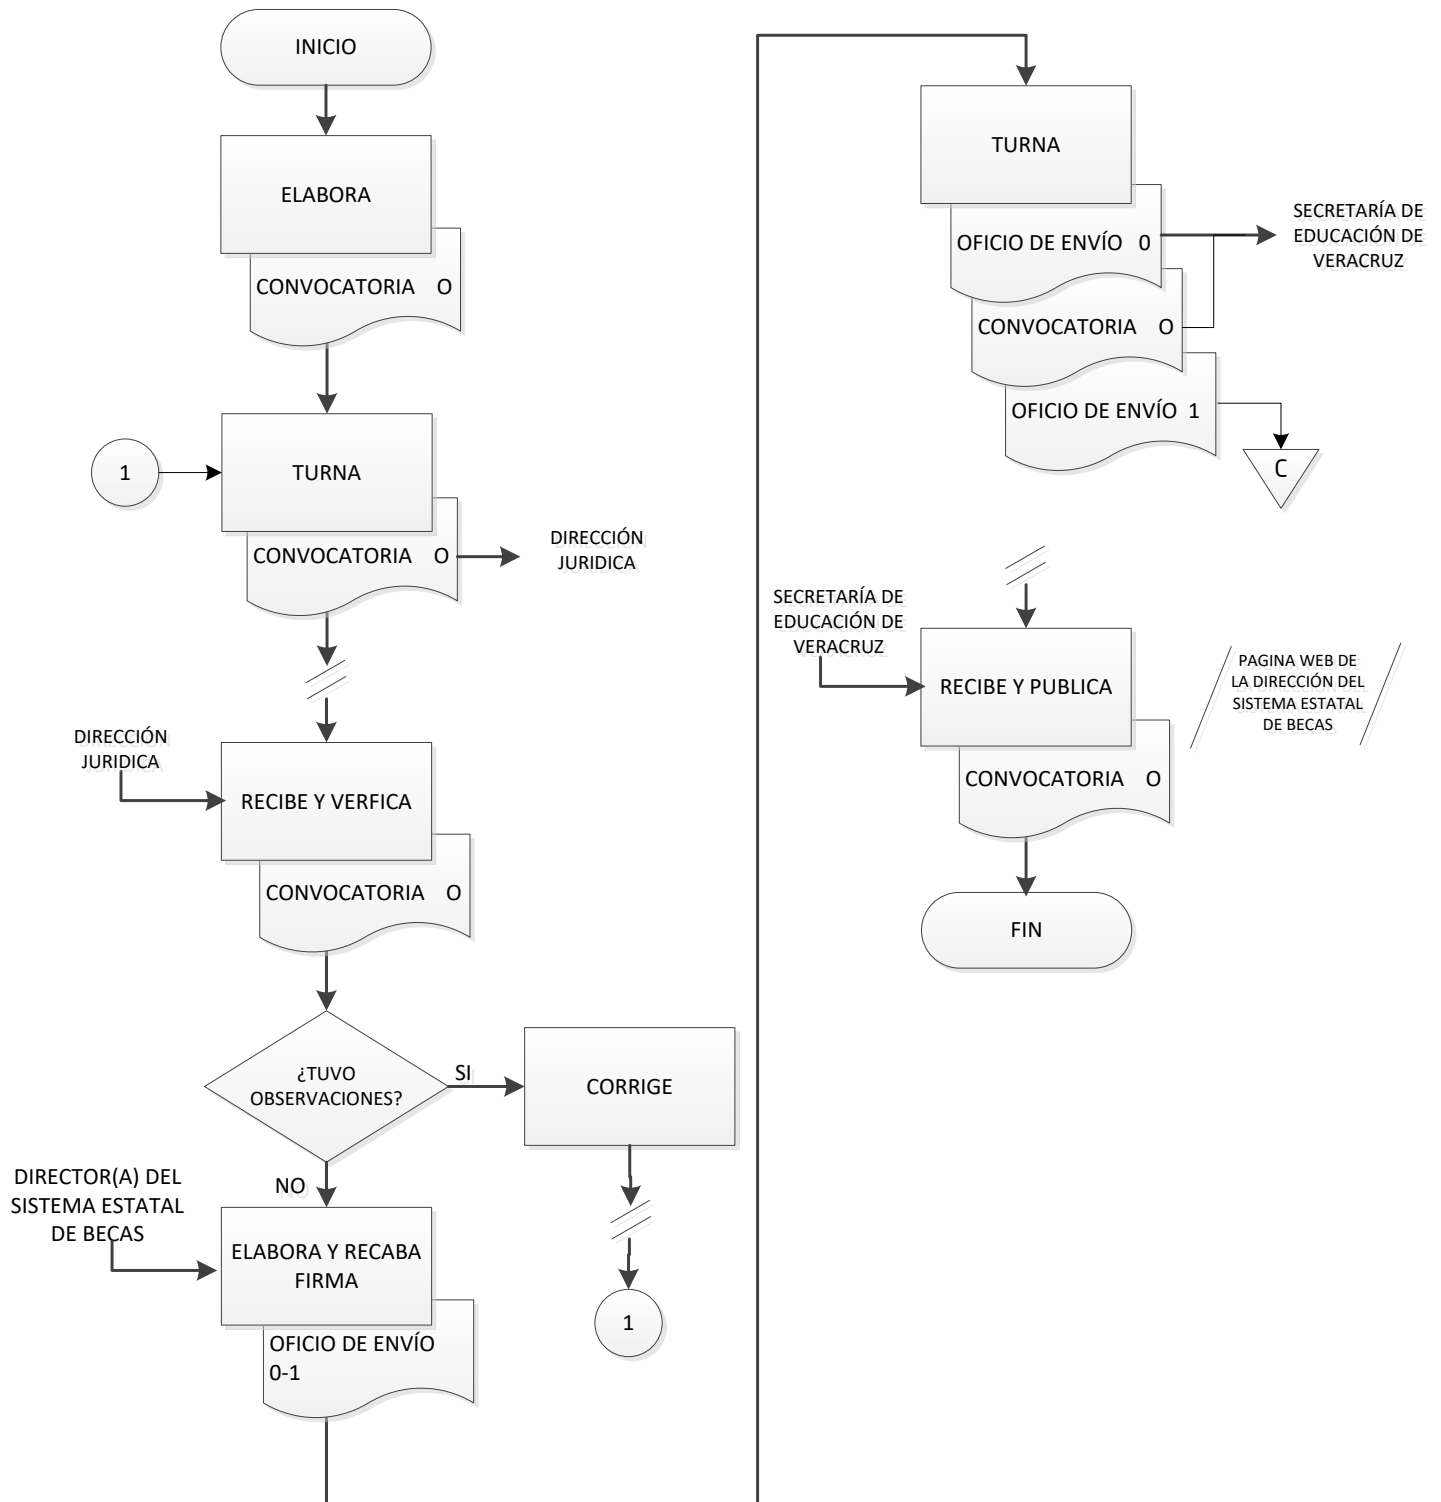 INICIO
ELABORA
CONVOCATORIA O
1
TURNA
CONVOCATORIA O
DIRECCIÓN
JURIDICA
DIRECCIÓN
JURIDICA
RECIBE Y VERFICA
CONVOCATORIA O
¿TUVO
OBSERVACIONES?
SI
CORRIGE
NO
DIRECTOR(A) DEL
SISTEMA ESTATAL
DE BECAS
ELABORA Y RECABA
FIRMA
OFICIO DE ENVÍO
0-1
1
TURNA
OFICIO DE ENVÍO 0
SECRETARÍA DE
EDUCACIÓN DE
VERACRUZ
CONVOCATORIA O
OFICIO DE ENVÍO 1
C
SECRETARÍA DE
EDUCACIÓN DE
VERACRUZ
RECIBE Y PUBLICA
PAGINA WEB DE
LA DIRECCIÓN DEL
SISTEMA ESTATAL
DE BECAS
CONVOCATORIA O
FIN